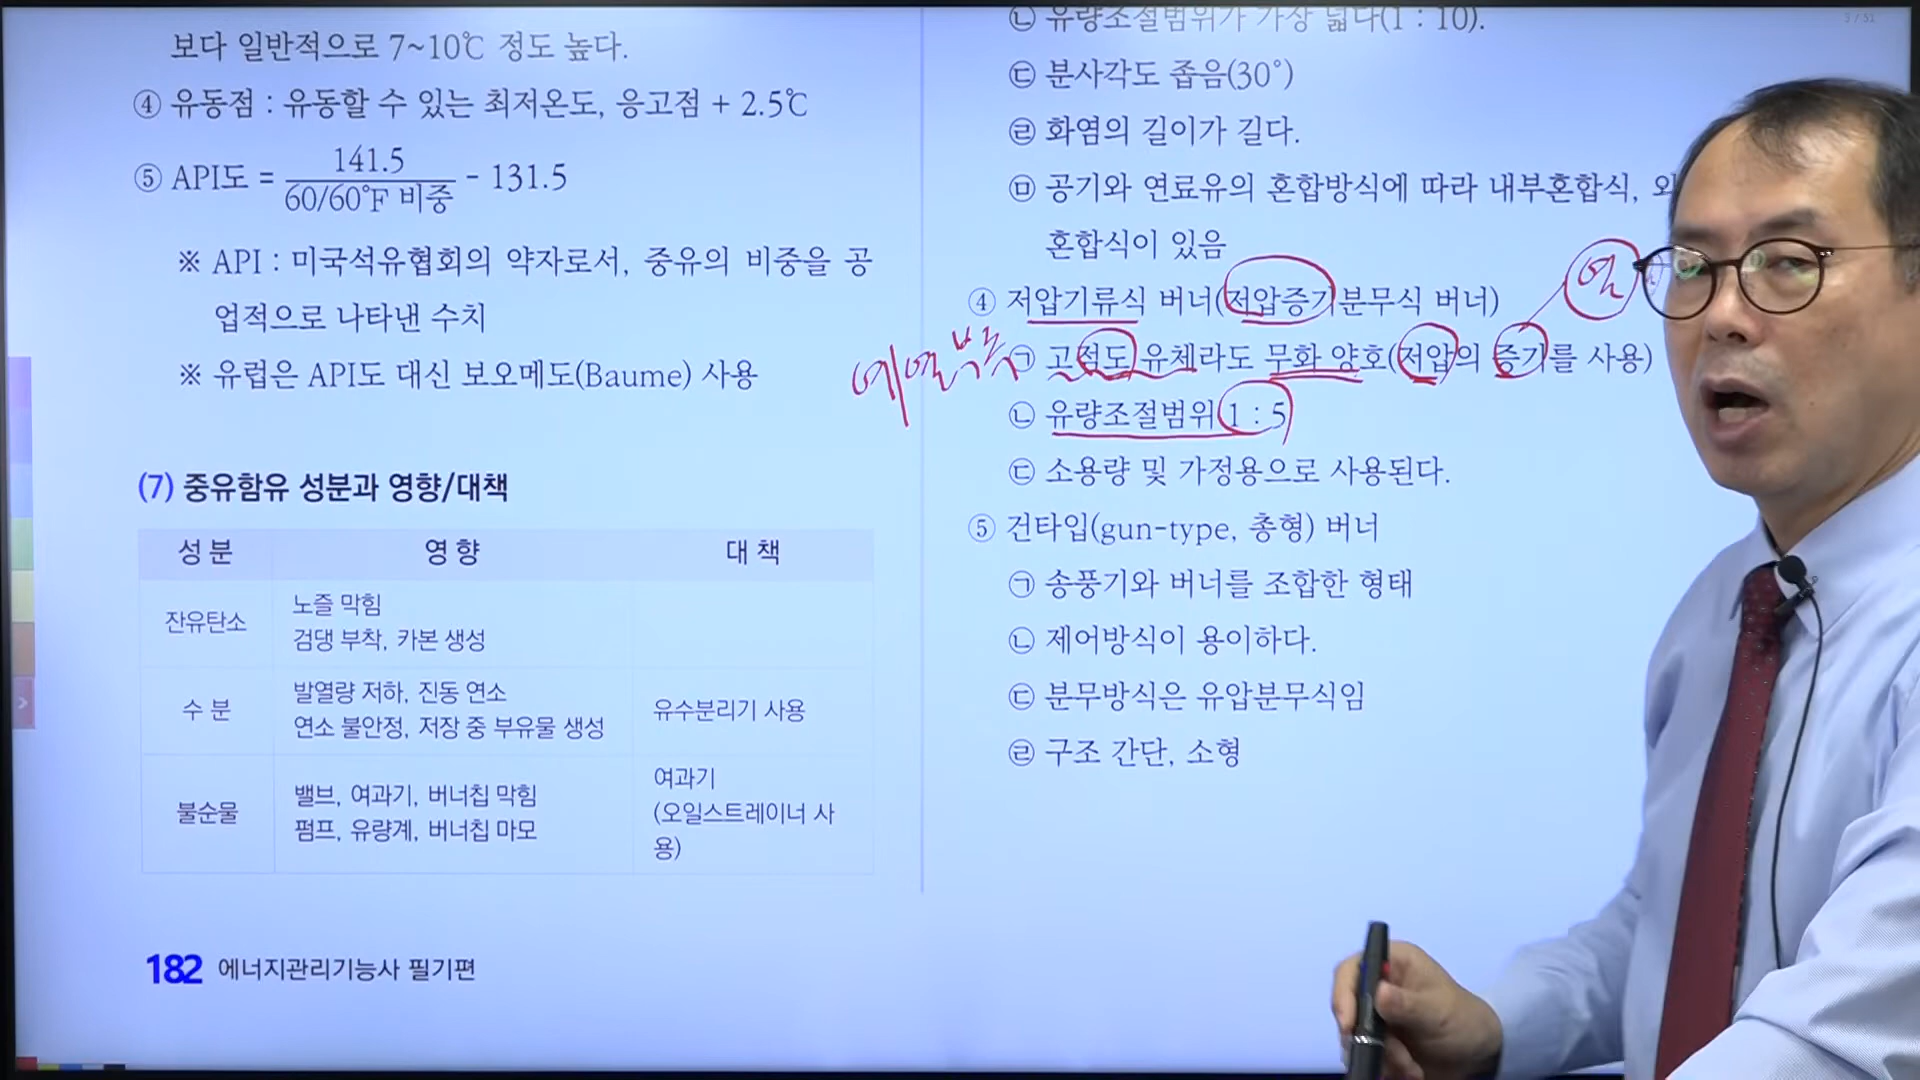 보다 일반적으로 7~10℃ 정도 높다.
④ 유동점 : 유동할 수 있는 최저온도, 응고점 + 2.5℃
⑤ API도 = 141.5 / 60/60℉ 비중 - 131.5
※ API : 미국석유협회의 약자로서, 중유의 비중을 공
업적으로 나타낸 수치
※ 유럽은 API도 대신 보오메도(Baume) 사용
(7) 중유함유 성분과 영향/대책
성 분 영 향 대 책
잔유탄소
노즐 막힘
검댕 부착, 카본 생성
수 분
발열량 저하, 진동 연소
연소 불안정, 저장 중 부유물 생성
유수분리기 사용
불순물
밸브, 여과기, 버너칩 막힘
펌프, 유량계, 버너칩 마모
여과기
(오일스트레이너 사
용)
182 에너지관리기능사 필기편
㉡ 유량조절범위가 가장 넓다(1 : 10).
㉢ 분사각도 좁음(30°)
㉣ 화염의 길이가 길다.
㉤ 공기와 연료유의 혼합방식에 따라 내부혼합식,
혼합식이 있음
④ 저압기류식 버너(저압증기분무식 버너)
열
㉠ 고점도 유체라도 무화 양호(저압의 증기를 사용)
㉡ 유량조절범위 1 : 5
㉢ 소용량 및 가정용으로 사용된다.
⑤ 건타입(gun-type, 총형) 버너
㉠ 송풍기와 버너를 조합한 형태
㉡ 제어방식이 용이하다.
㉢ 분무방식은 유압분무식임
㉣ 구조 간단, 소형